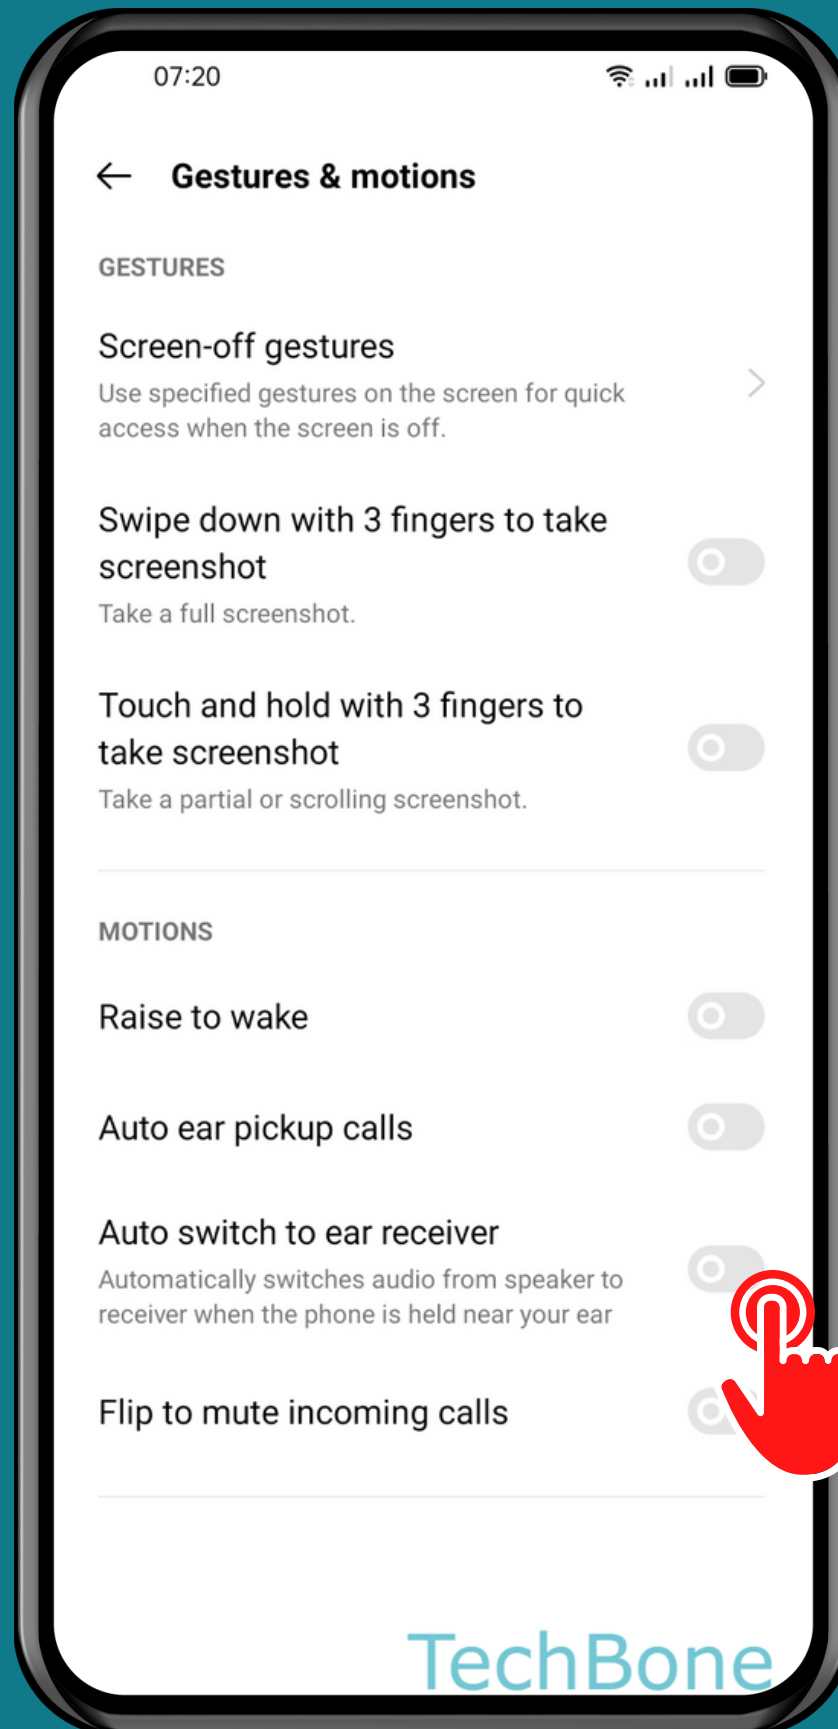 07:20
Gestures & motions
GESTURES
Screen-off gestures
Use specified gestures on the screen for quick
access when the screen is off.
Swipe down with 3 fingers to take
screenshot
Take a full screenshot.
Touch and hold with 3 fingers to
take screenshot
Take a partial or scrolling screenshot.
MOTIONS
Raise to wake
Auto ear pickup calls
Auto switch to ear receiver
Automatically switches audio from speaker to
receiver when the phone is held near your ear
Flip to mute incoming calls
TechBone